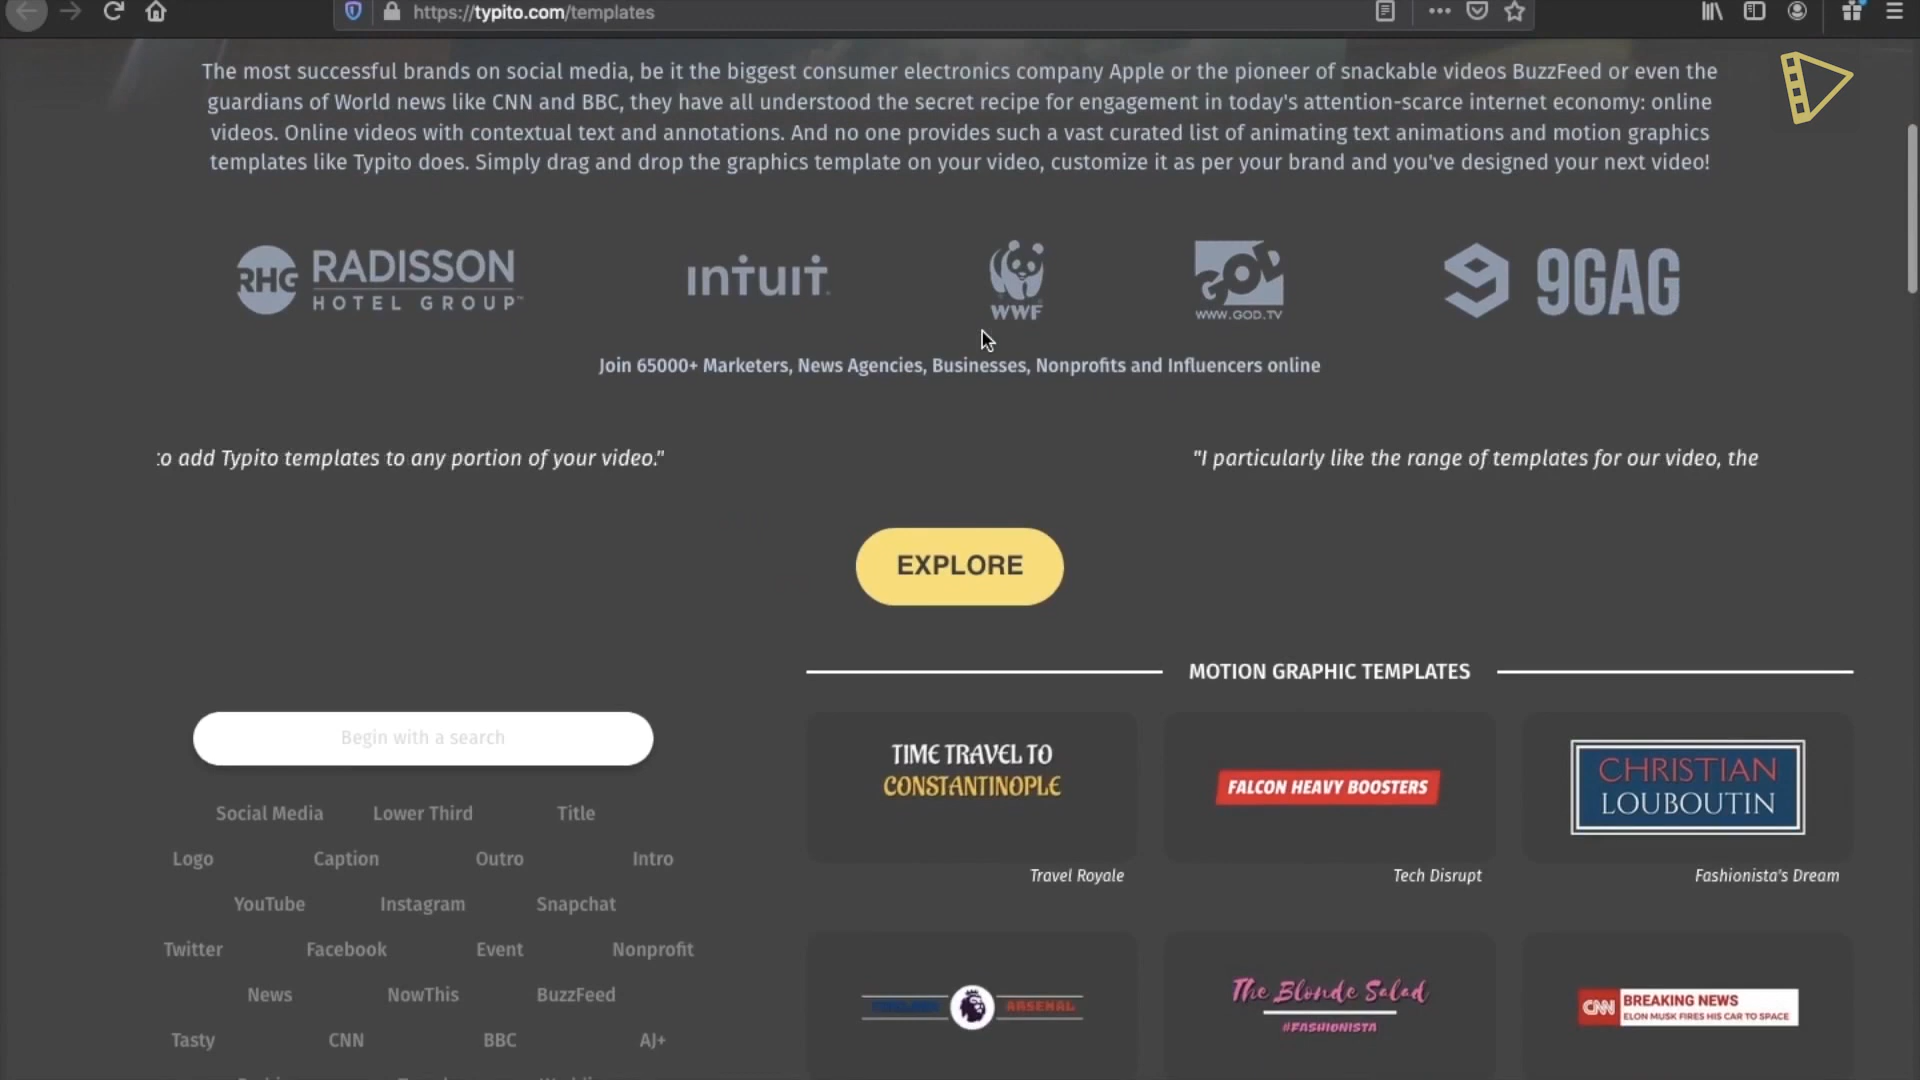 https://typito.com/templates
The most successful brands on social media, be it the biggest consumer electronics company Apple or the pioneer of snackable videos BuzzFeed or even the
guardians of World news like CNN and BBC, they have all understood the secret recipe for engagement in today's attention-scarce internet economy: online
videos. Online videos with contextual text and annotations. And no one provides such a vast curated list of animating text animations and motion graphics
templates like Typito does. Simply drag and drop the graphics template on your video, customize it as per your brand and you've designed your next video!
RHG RADISSON
HOTEL GROUP™
INTUIT
WWF
GOD
WWW.GOD.TV
9GAG
Join 65000+ Marketers, News Agencies, Businesses, Nonprofits and Influencers online
to add Typito templates to any portion of your video."
"I particularly like the range of templates for our video, the
EXPLORE
MOTION GRAPHIC TEMPLATES
Begin with a search
Social Media Lower Third Title
Logo Caption Outro Intro
YouTube Instagram Snapchat
Twitter Facebook Event Nonprofit
News NowThis BuzzFeed
Tasty CNN BBC AJ+
TIME TRAVEL TO
CONSTANTINOPLE
Travel Royale
FALCON HEAVY BOOSTERS
Tech Disrupt
CHRISTIAN
LOUBOUTIN
Fashionista's Dream
ARSENAL
The Blonde Salad
#FASHIONISTA
CNN BREAKING NEWS
ELON MUSK FIRES HIS CAR TO SPACE